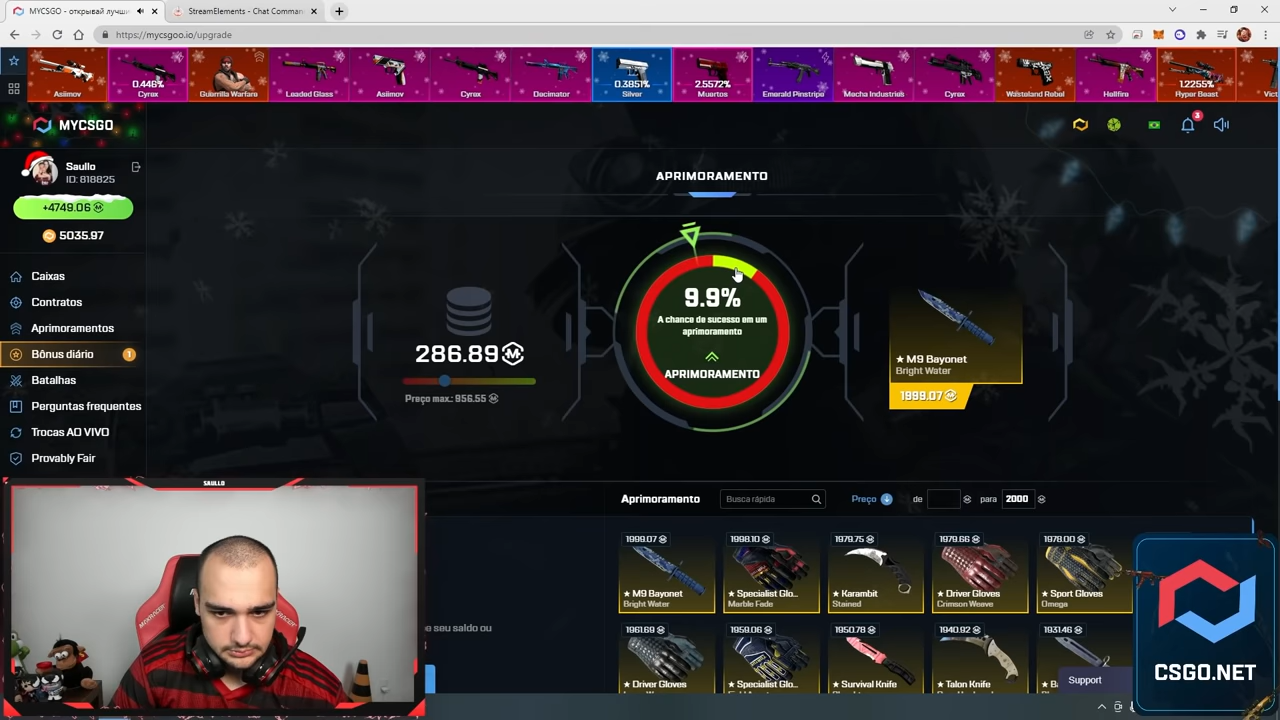 MYCSGO - открывай лучши
StreamElements - Chat Comman
https://mycsgoo.io/upgrade
Asiimov
0.446%
Cyrex
Guerrilla Warfare
Loaded Glass
Asiimov
Cyrex
Decimator
0.3851%
Silver
2.5572%
Muertos
Emerald Pinstripe
Mecha Industries
Cyrex
Wasteland Rebel
Hellfire
1.2255%
Hyper Beast
Vict
MYCSGO
3
Saullo
ID: 818825
+4749.06
5035.97
APRIMORAMENTO
Caixas
Contratos
Aprimoramentos
Bônus diário
1
Batalhas
Perguntas frequentes
Trocas AO VIVO
Provably Fair
286.89
Preço max.: 956.55
9.9%
A chance de sucesso em um
aprimoramento
APRIMORAMENTO
★ M9 Bayonet
Bright Water
1999.07
SAULLO
MAXRACER
e seu saldo ou
Aprimoramento
Busca rápida
Preço
de
para
2000
1999.07
★ M9 Bayonet
Bright Water
1998.10
★ Specialist Glo...
Marble Fade
1979.75
★ Karambit
Stained
1979.66
★ Driver Gloves
Crimson Weave
1978.00
★ Sport Gloves
Omega
1961.69
★ Driver Gloves
1959.06
★ Specialist Glo...
1950.78
★ Survival Knife
1940.92
★ Talon Knife
1931.46
★ Ba
Support
CSGO.NET